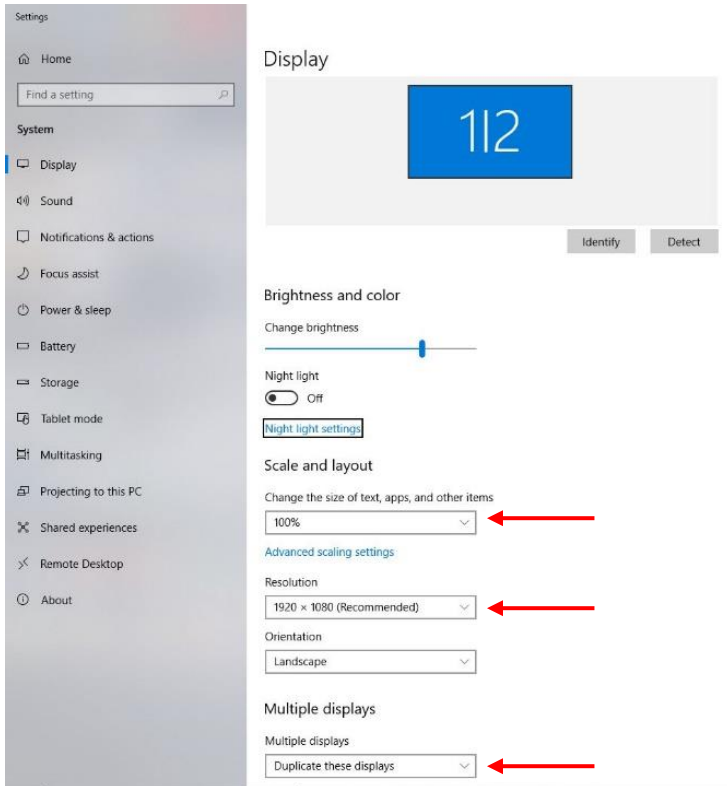 Settings
Home
Find a setting
System
Display
Sound
Notifications & actions
Focus assist
Power & sleep
Battery
Storage
Tablet mode
Multitasking
Projecting to this PC
Shared experiences
Remote Desktop
About
Display
1|2
Identify Detect
Brightness and color
Change brightness
Night light
Off
Night light settings
Scale and layout
Change the size of text, apps, and other items
100%
Advanced scaling settings
Resolution
1920 × 1080 (Recommended)
Orientation
Landscape
Multiple displays
Multiple displays
Duplicate these displays